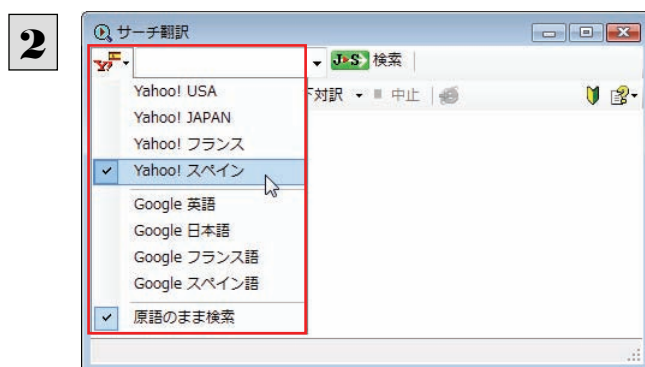 2
サーチ翻訳
J▶S 検索
Yahoo! USA
下対訳 中止
Yahoo! JAPAN
Yahoo! フランス
Yahoo! スペイン
Google 英語
Google 日本語
Google フランス語
Google スペイン語
原語のまま検索